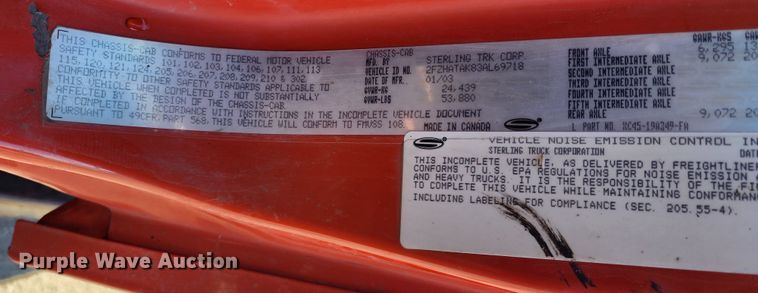 THIS CHASSIS-CAB CONFORMS TO FEDERAL MOTOR VEHICLE
SAFETY STANDARDS 101, 102, 103, 104, 106, 107, 111, 113
115, 120, 124, 205, 206, 207, 208, 209, 210 & 302
CONFORMITY TO OTHER SAFETY STANDARDS APPLICABLE TO
THIS VEHICLE WHEN COMPLETED IS NOT SUBSTANTIALLY
AFFECTED BY THE DESIGN OF THE CHASSIS-CAB.
IF COMPLETED IN ACCORDANCE WITH INSTRUCTIONS IN THE INCOMPLETE VEHICLE DOCUMENT
PURSUANT TO 49CFR PART 568, THIS VEHICLE WILL CONFORM TO FMVSS 108.
CHASSIS-CAB
MFG. BY STERLING TRK CORP
VEHICLE ID NO. 2FZHATAK83AL69718
DATE OF MFR 01/03
GVWR-KG 24,439
GVWR-LBS 53,880
MADE IN CANADA
GAWR-KGS
FRONT AXLE 6,295
FIRST INTERMEDIATE AXLE 9,072
SECOND INTERMEDIATE AXLE
THIRD INTERMEDIATE AXLE
FOURTH INTERMEDIATE AXLE
FIFTH INTERMEDIATE AXLE
REAR AXLE 9,072
PART NO. XC45-19A349-FA
VEHICLE NOISE EMISSION CONTROL
STERLING TRUCK CORPORATION
THIS INCOMPLETE VEHICLE, AS DELIVERED BY FREIGHTLINER
CONFORMS TO U.S. EPA REGULATIONS FOR NOISE EMISSION
AND HEAVY TRUCKS. IT IS THE RESPONSIBILITY OF THE
TO COMPLETE THIS VEHICLE WHILE MAINTAINING
INCLUDING LABELING FOR COMPLIANCE (SEC. 205.55-4).
Purple Wave Auction